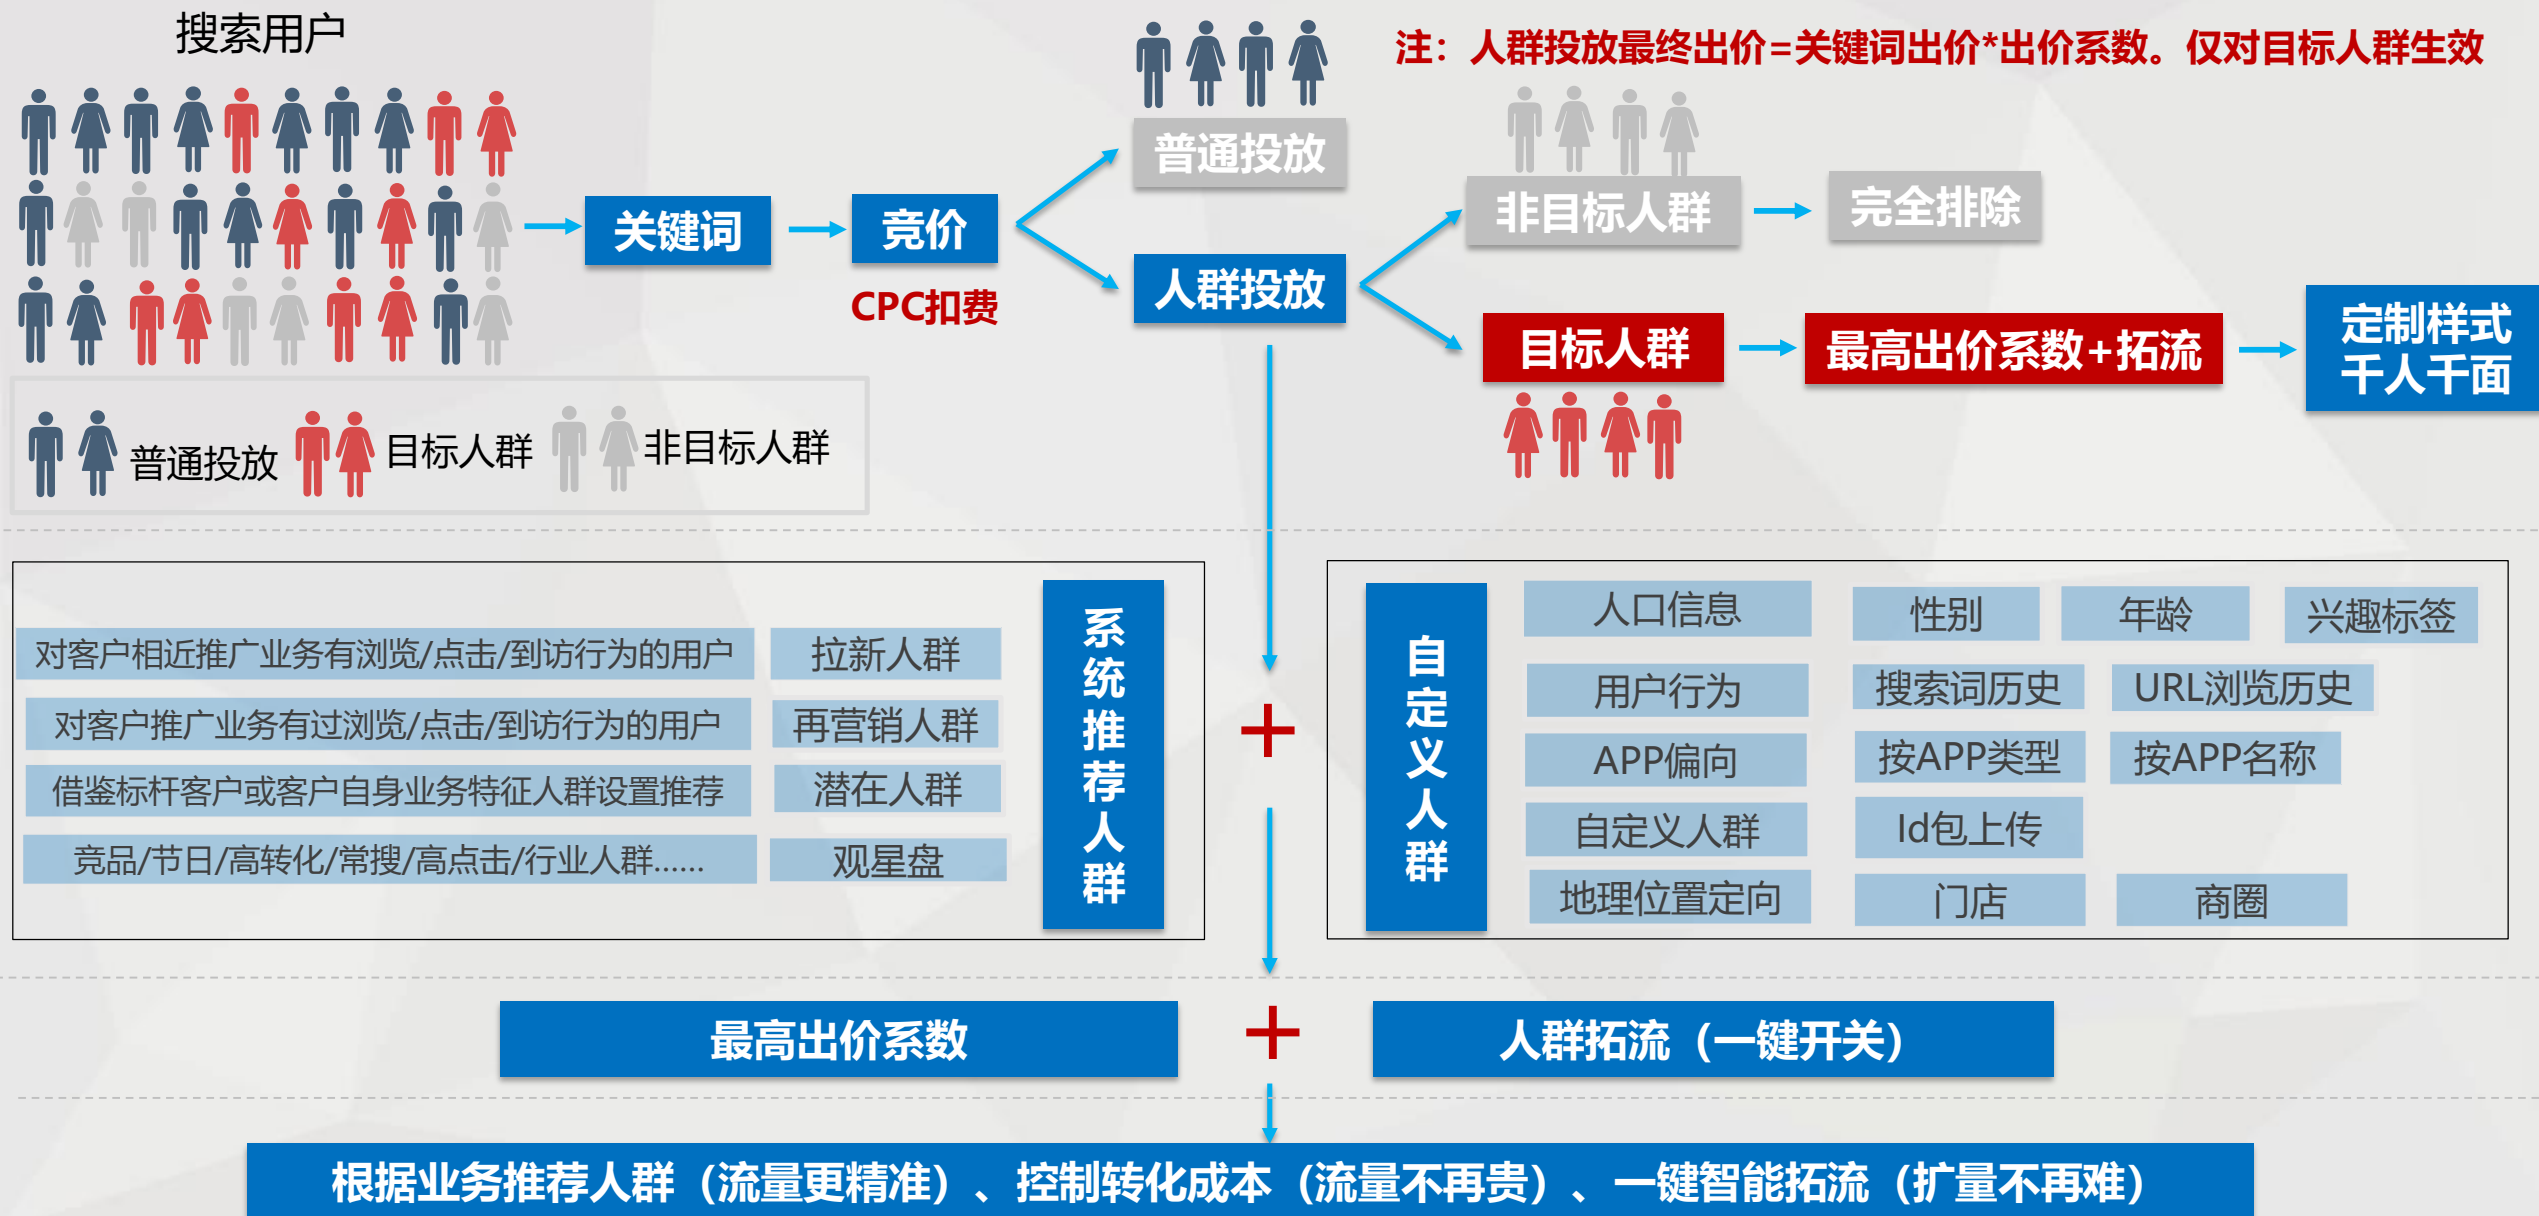 搜索用户
注：人群投放最终出价=关键词出价*出价系数。仅对目标人群生效
普通投放
关键词
竞价
CPC扣费
人群投放
非目标人群
完全排除
目标人群
最高出价系数+拓流
定制样式
千人千面
普通投放
目标人群
非目标人群
对客户相近推广业务有浏览/点击/到访行为的用户
拉新人群
对客户推广业务有过浏览/点击/到访行为的用户
再营销人群
借鉴标杆客户或客户自身业务特征人群设置推荐
潜在人群
竞品/节日/高转化/常搜/高点击/行业人群......
观星盘
系统推荐人群
+
自定义人群
人口信息
性别
年龄
兴趣标签
用户行为
搜索词历史
URL浏览历史
APP偏向
按APP类型
按APP名称
自定义人群
Id包上传
地理位置定向
门店
商圈
最高出价系数
+
人群拓流（一键开关）
根据业务推荐人群（流量更精准）、控制转化成本（流量不再贵）、一键智能拓流（扩量不再难）